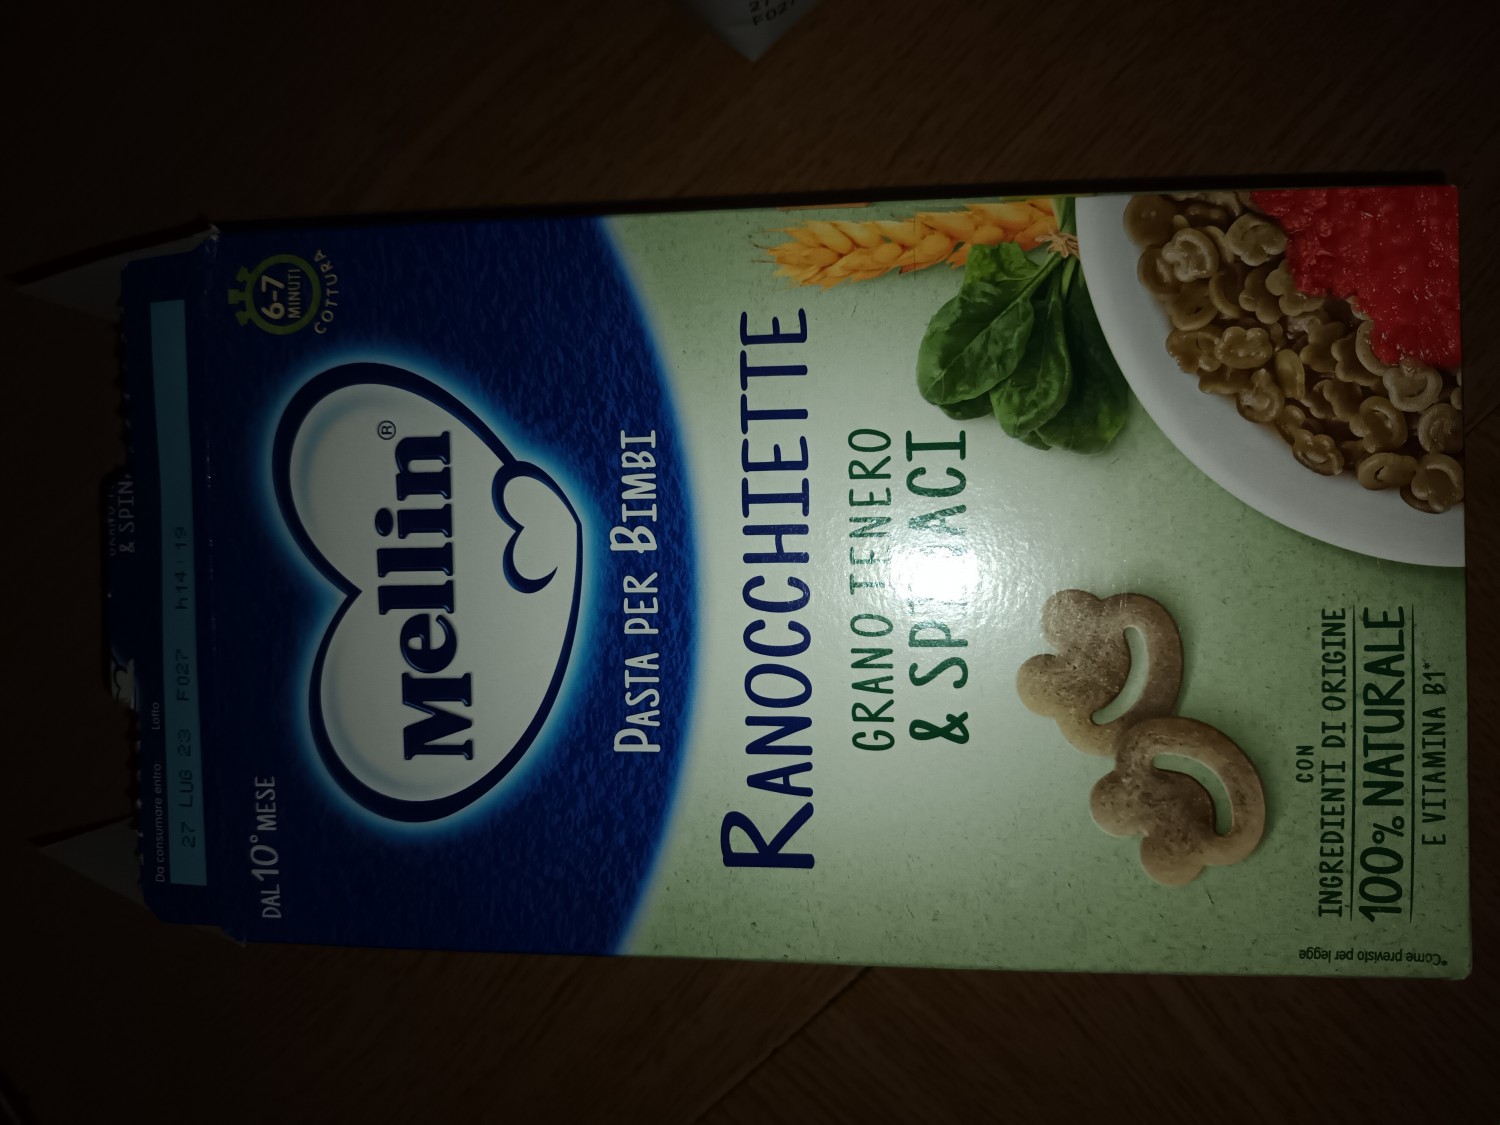 & SPIN
Da consumare entro: Lotto
27 LUG 23 F027 h14:19
DAL 10° MESE
6-7
MINUTI
COTTURA
Mellin®
PASTA PER BIMBI
RANOCCHIETTE
GRANO TENERO
& SPINACI
CON
INGREDIENTI DI ORIGINE
100% NATURALE
E VITAMINA B1*
*Come previsto per legge
27
F027